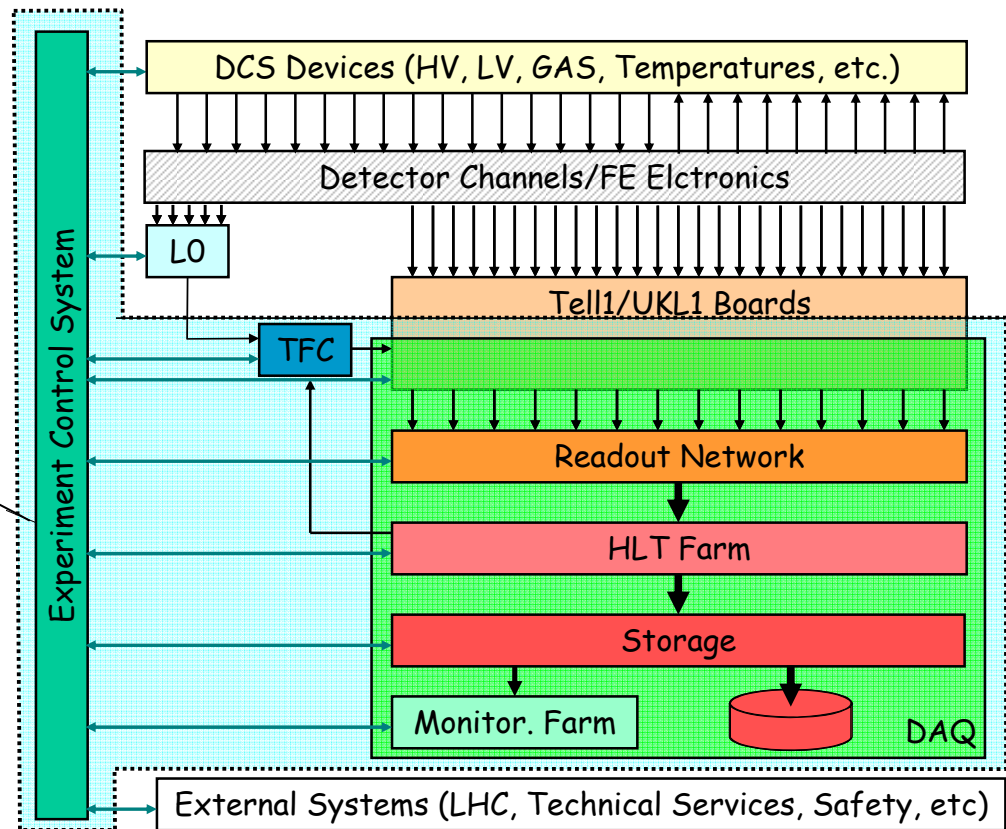 DCS Devices (HV, LV, GAS, Temperatures, etc.)
Detector Channels/FE Elctronics
L0
Experiment Control System
Tell1/UKL1 Boards
TFC
Readout Network
HLT Farm
Storage
Monitor. Farm
DAQ
External Systems (LHC, Technical Services, Safety, etc)